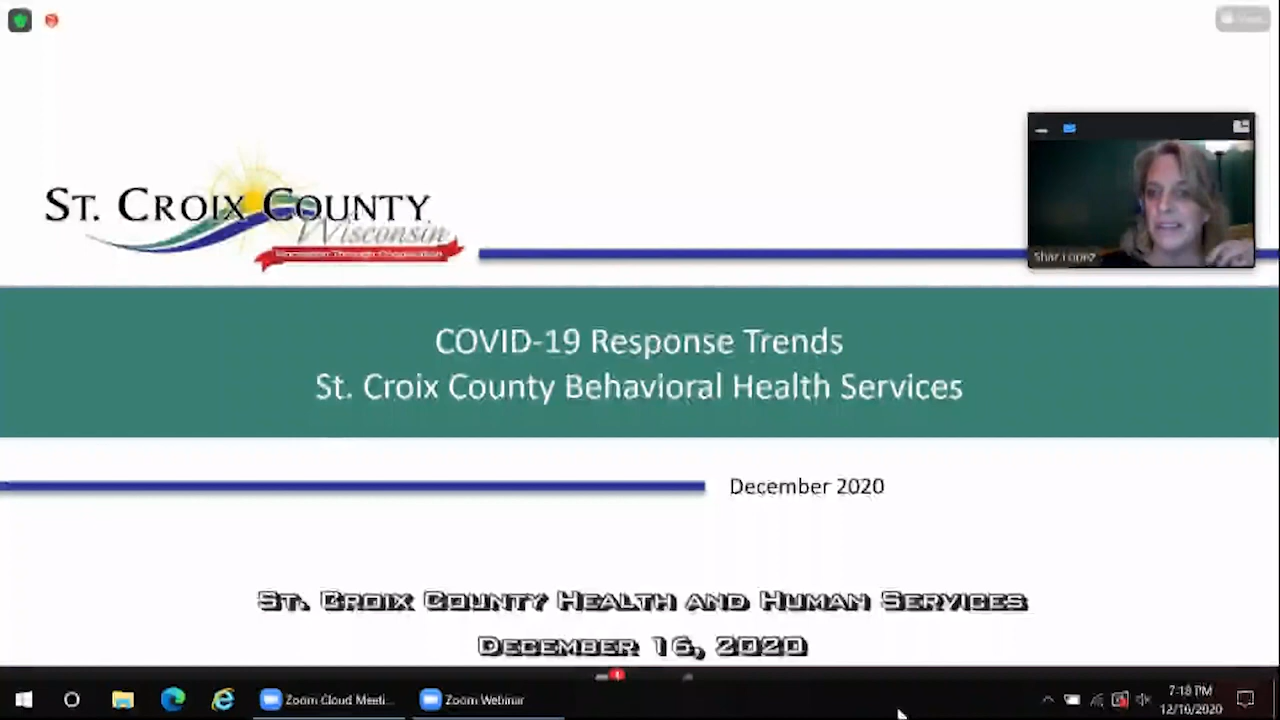 View
St. Croix County
Wisconsin
COVID-19 Response Trends
St. Croix County Behavioral Health Services
December 2020
St. Croix County Health and Human Services
December 16, 2020
Zoom Cloud Meeti...
Zoom Webinar
7:18 PM
12/16/2020